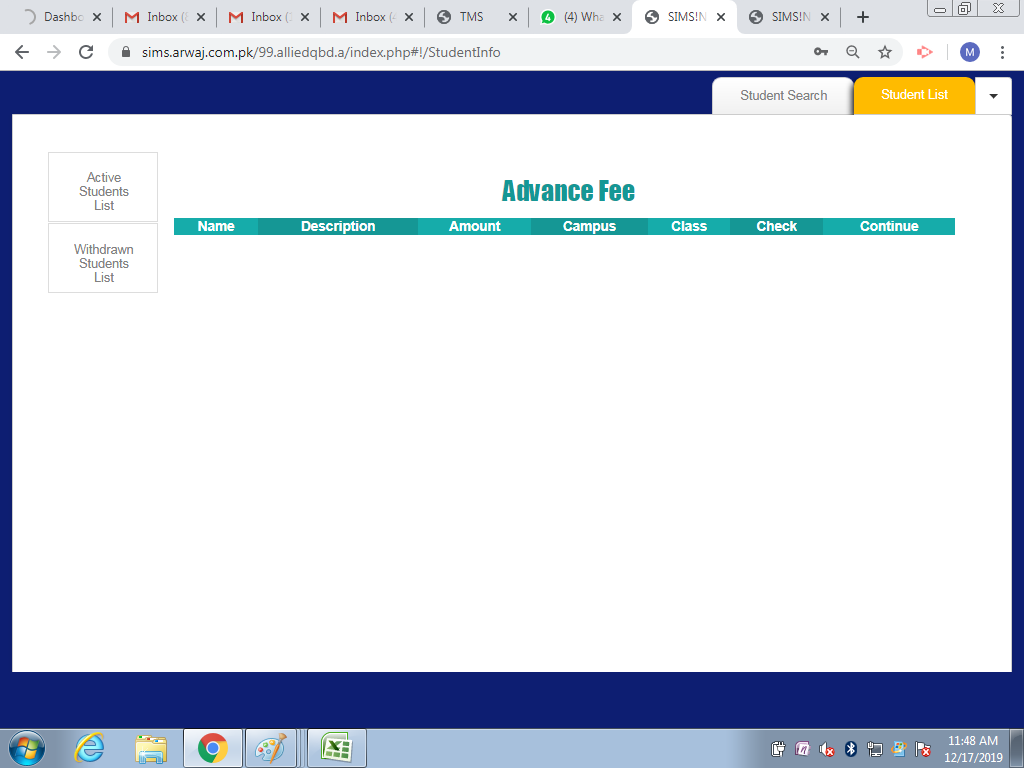 Dashbo
Inbox (
Inbox (
Inbox (4
TMS
4
(4) Wha
SIMS!N
SIMS!N
sims.arwaj.com.pk/99.alliedqbd.a/index.php#!/StudentInfo
M
Student Search
Student List
Active
Students
List
Withdrawn
Students
List
Advance Fee
Name Description Amount Campus Class Check Continue
11:48 AM
12/17/2019